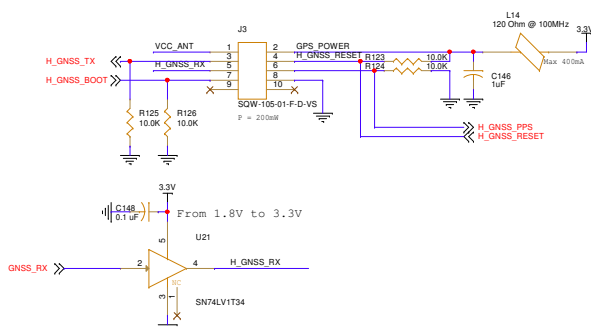 L14
120 Ohm @ 100MHz
3.3V
Max 400mA
J3
VCC_ANT 1 2 GPS_POWER
H_GNSS_TX 3 4 H_GNSS_RESET R123 10.0K
H_GNSS_RX 5 6 R124 10.0K
H_GNSS_BOOT 7 8
9 10
C146
1uF
SQW-105-01-F-D-VS
P = 200mW
R125 R126
10.0K 10.0K
H_GNSS_PPS
H_GNSS_RESET
3.3V
C148
0.1 uF
From 1.8V to 3.3V
U21
5
GNSS_RX 2 4 H_GNSS_RX
NC
3 1
SN74LV1T34